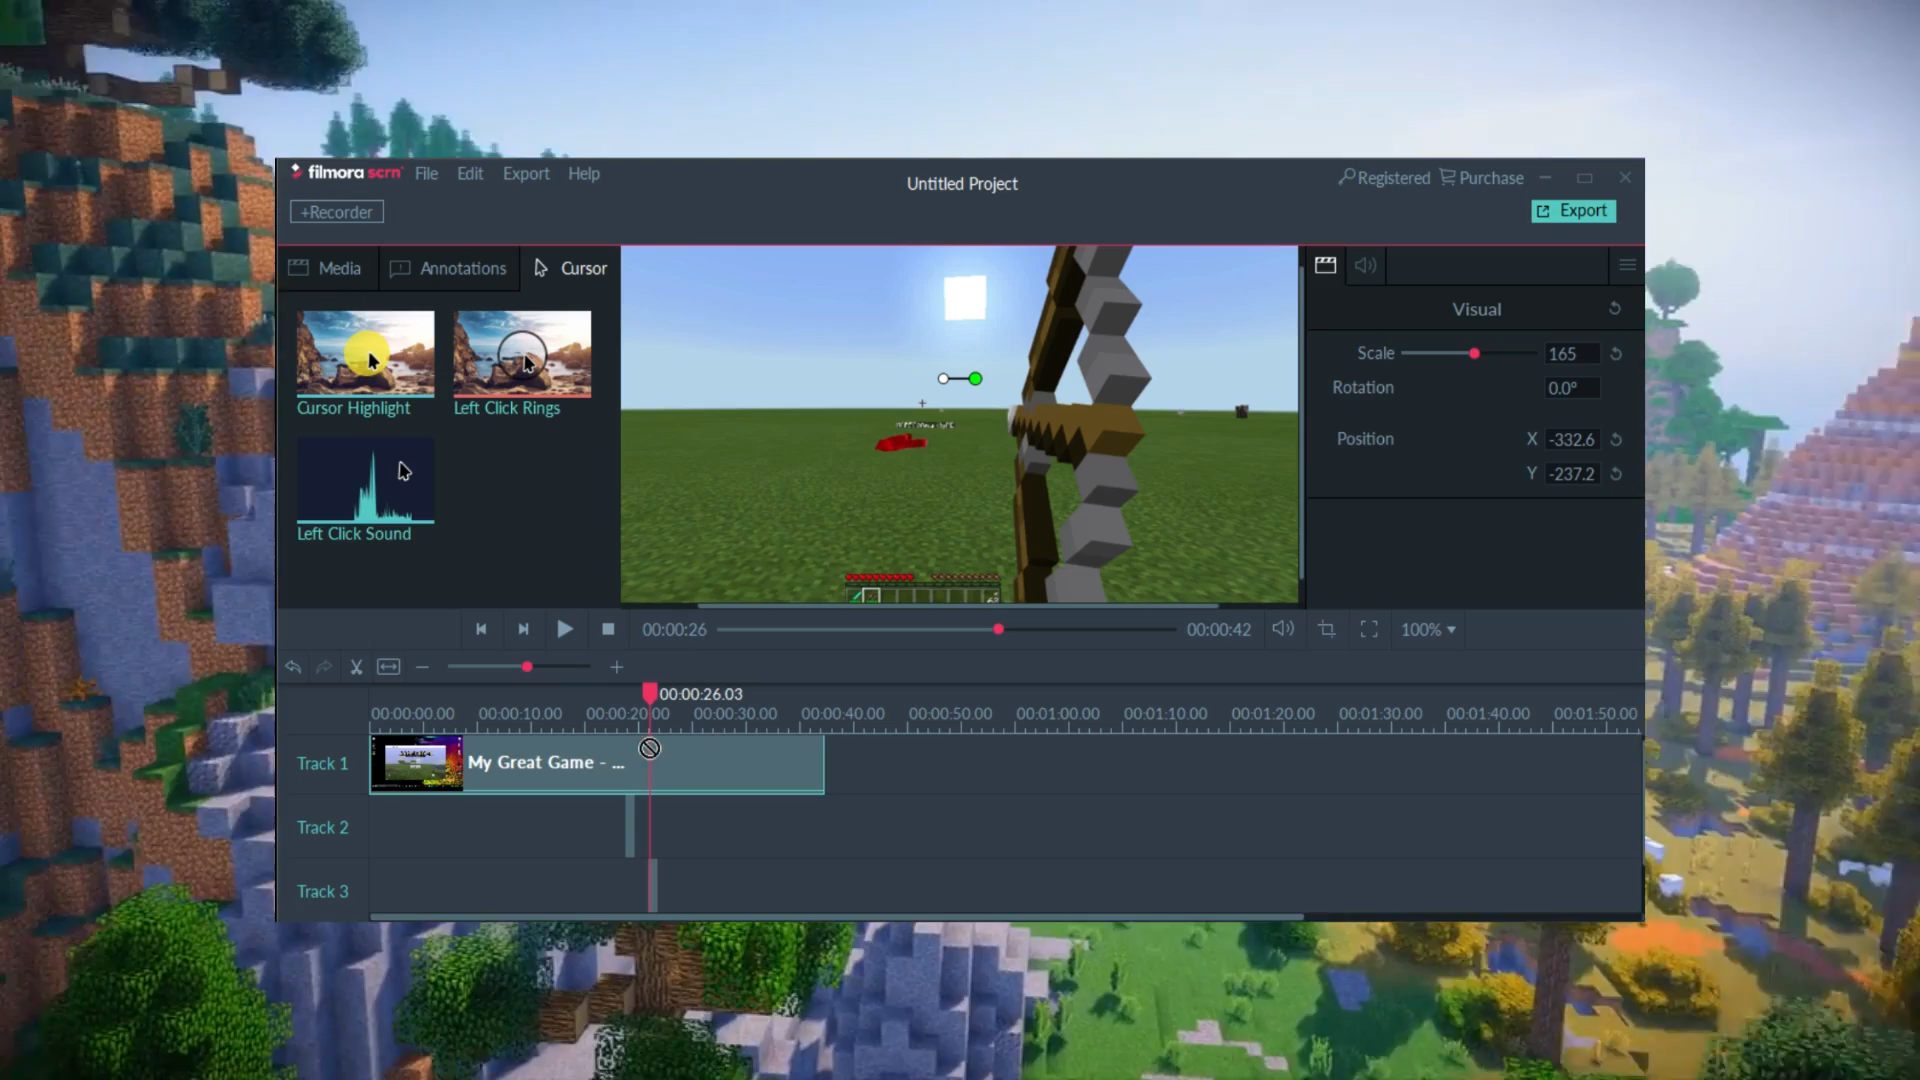 filmora scrn File Edit Export Help
Untitled Project
Registered Purchase
+Recorder
Export
Media Annotations Cursor
Visual
Scale 165
Rotation 0.0°
Position X -332.6
Y -237.2
Cursor Highlight Left Click Rings
Left Click Sound
00:00:26 00:00:42 100%
00:00:26.03
00:00:00.00 00:00:10.00 00:00:20.00 00:00:30.00 00:00:40.00 00:00:50.00 00:01:00.00 00:01:10.00 00:01:20.00 00:01:30.00 00:01:40.00 00:01:50.00
Track 1 My Great Game - ...
Track 2
Track 3